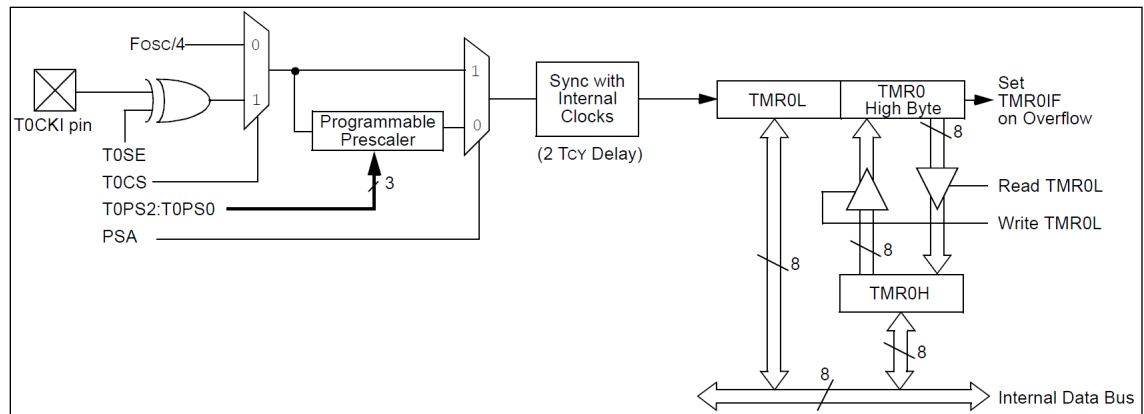 Fosc/4
0
1
T0CKI pin
T0SE
T0CS
T0PS2:T0PS0
PSA
Programmable
Prescaler
3
1
0
Sync with
Internal
Clocks
(2 TCY Delay)
TMR0L
TMR0
High Byte
Set
TMR0IF
on Overflow
8
Read TMR0L
Write TMR0L
8
8
TMR0H
8
8
Internal Data Bus